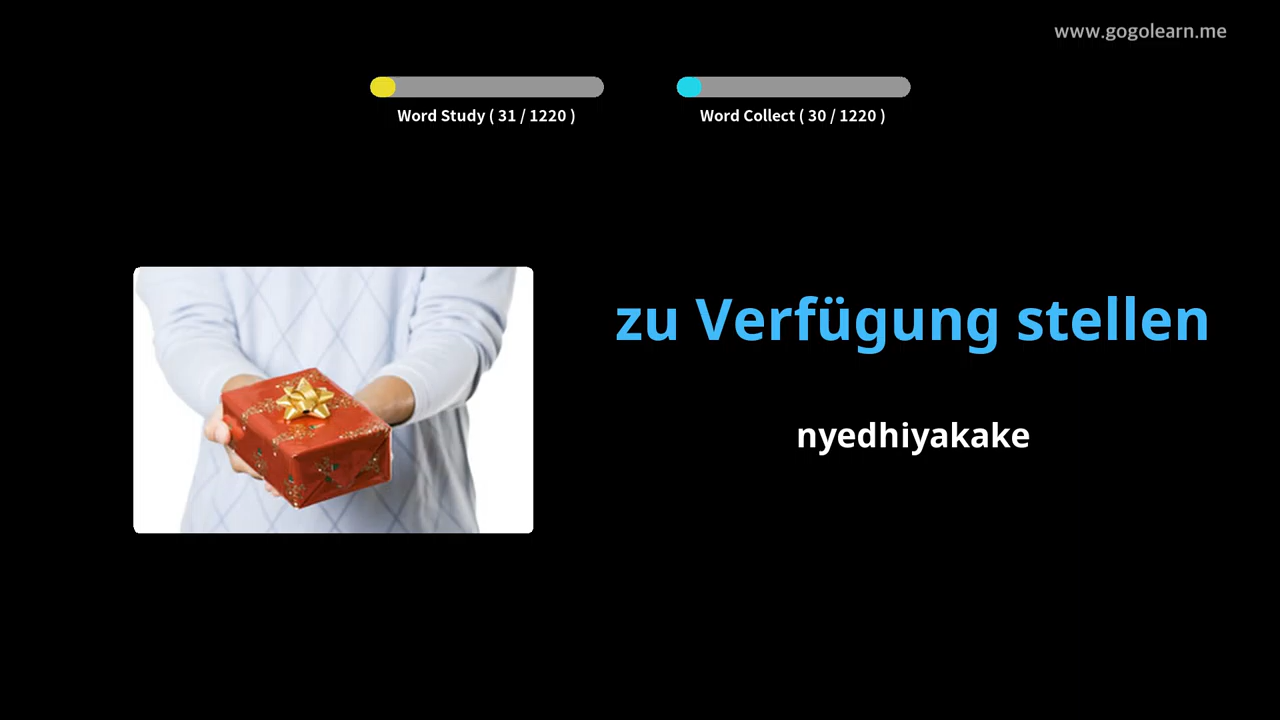 www.gogolearn.me
Word Study ( 31 / 1220 )
Word Collect ( 30 / 1220 )
zu Verfügung stellen
nyedhiyakake